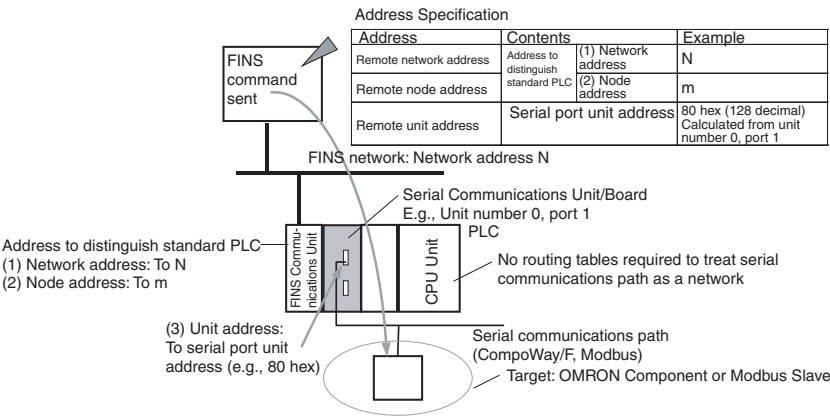 Address Specification
Address Contents Example
Remote network address
Address to
distinguish
standard PLC
(1) Network
address
N
Remote node address
(2) Node
address
m
Remote unit address
Serial port unit address
80 hex (128 decimal)
Calculated from unit
number 0, port 1
FINS
command
sent
FINS network: Network address N
Serial Communications Unit/Board
E.g., Unit number 0, port 1
PLC
Address to distinguish standard PLC
(1) Network address: To N
(2) Node address: To m
FINS Commu-
nications Unit
CPU Unit
No routing tables required to treat serial
communications path as a network
(3) Unit address:
To serial port unit
address (e.g., 80 hex)
Serial communications path
(CompoWay/F, Modbus)
Target: OMRON Component or Modbus Slave